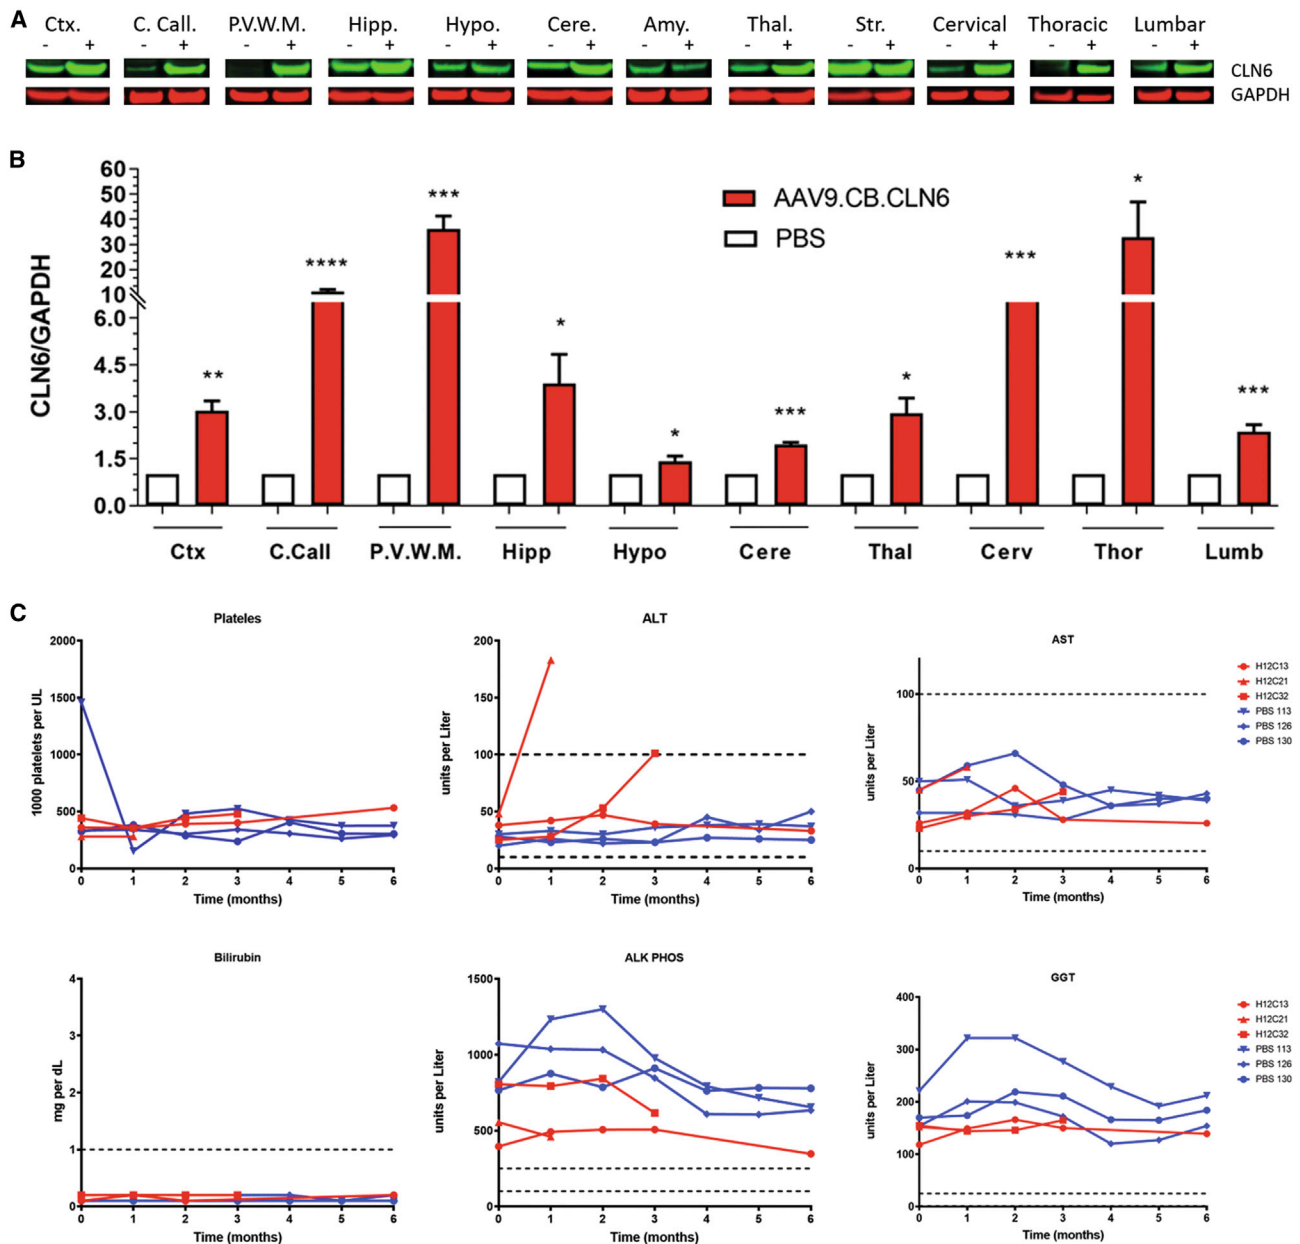 A
Ctx. C. Call. P.V.W.M. Hipp. Hypo. Cere. Amy. Thal. Str. Cervical Thoracic Lumbar
- + - + - + - + - + - + - + - + - + - + - + - +
CLN6
GAPDH
B
CLN6/GAPDH
60
50
40
30
20
10
6.0
4.5
3.0
1.5
0.0
AAV9.CB.CLN6
PBS
** **** *** * * *** * *** * ***
Ctx C.Call P.V.W.M. Hipp Hypo Cere Thal Cerv Thor Lumb
C
Plateles
1000 platelets per UL
2000
1500
1000
500
0
0 1 2 3 4 5 6
Time (months)
ALT
units per Liter
200
150
100
50
0
0 1 2 3 4 5 6
Time (months)
AST
units per Liter
100
50
0
0 1 2 3 4 5 6
Time (months)
H12C13
H12C21
H12C32
PBS 113
PBS 126
PBS 130
Bilirubin
mg per dL
4
3
2
1
0
0 1 2 3 4 5 6
Time (months)
ALK PHOS
units per Liter
1500
1000
500
0
0 1 2 3 4 5 6
Time (months)
GGT
units per Liter
400
300
200
100
0
0 1 2 3 4 5 6
Time (months)
H12C13
H12C21
H12C32
PBS 113
PBS 126
PBS 130